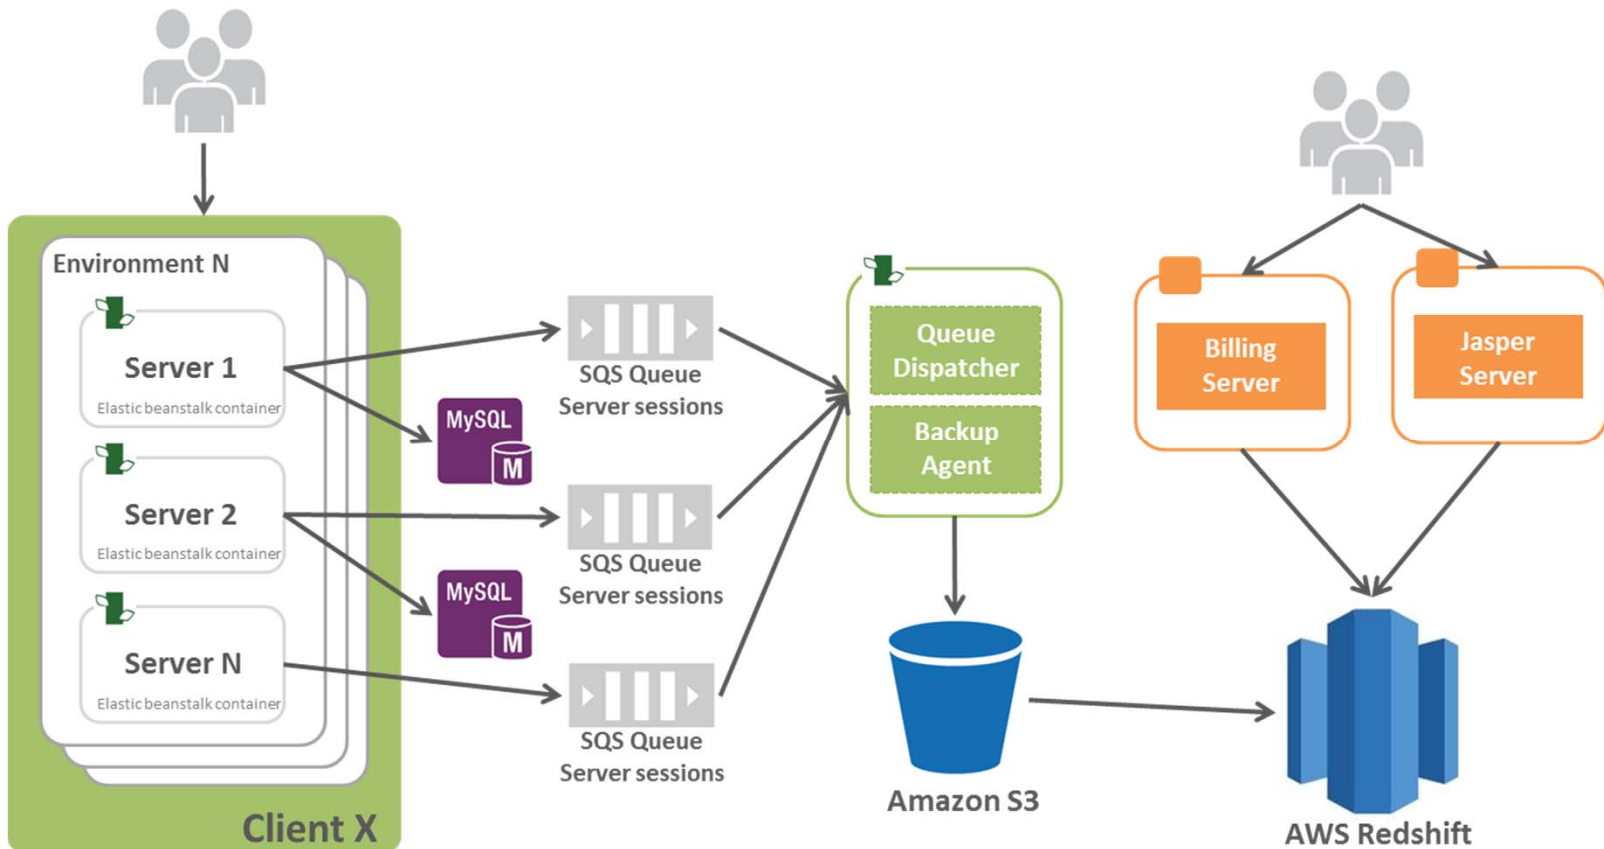 Environment N
Server 1
Elastic beanstalk container
Server 2
Elastic beanstalk container
Server N
Elastic beanstalk container
Client X
SQS Queue
Server sessions
MySQL
M
SQS Queue
Server sessions
MySQL
M
SQS Queue
Server sessions
Queue
Dispatcher
Backup
Agent
Amazon S3
Billing
Server
Jasper
Server
AWS Redshift